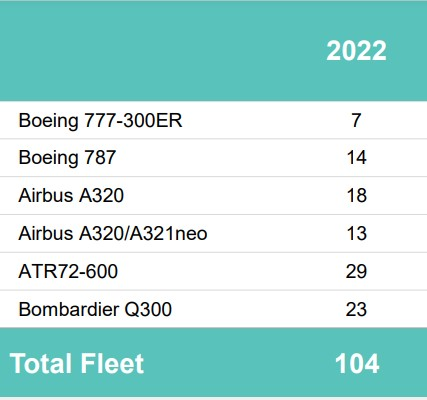 2022
Boeing 777-300ER 7
Boeing 787 14
Airbus A320 18
Airbus A320/A321neo 13
ATR72-600 29
Bombardier Q300 23
Total Fleet 104